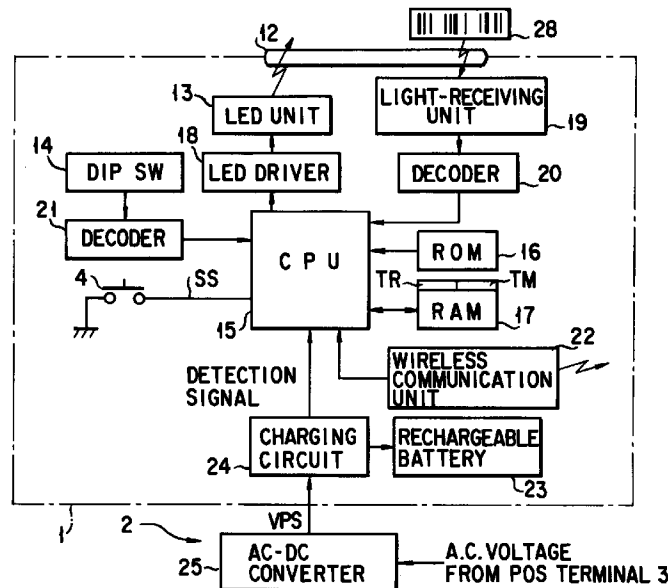 12
28
13
LED UNIT
LIGHT-RECEIVING
UNIT
19
14
18
DIP SW
LED DRIVER
DECODER
20
21
DECODER
CPU
ROM
16
4
SS
TR
TM
RAM
15
17
22
WIRELESS
COMMUNICATION
UNIT
DETECTION
SIGNAL
CHARGING
CIRCUIT
24
RECHARGEABLE
BATTERY
23
1
2
VPS
AC-DC
CONVERTER
25
A.C. VOLTAGE
FROM POS TERMINAL 3